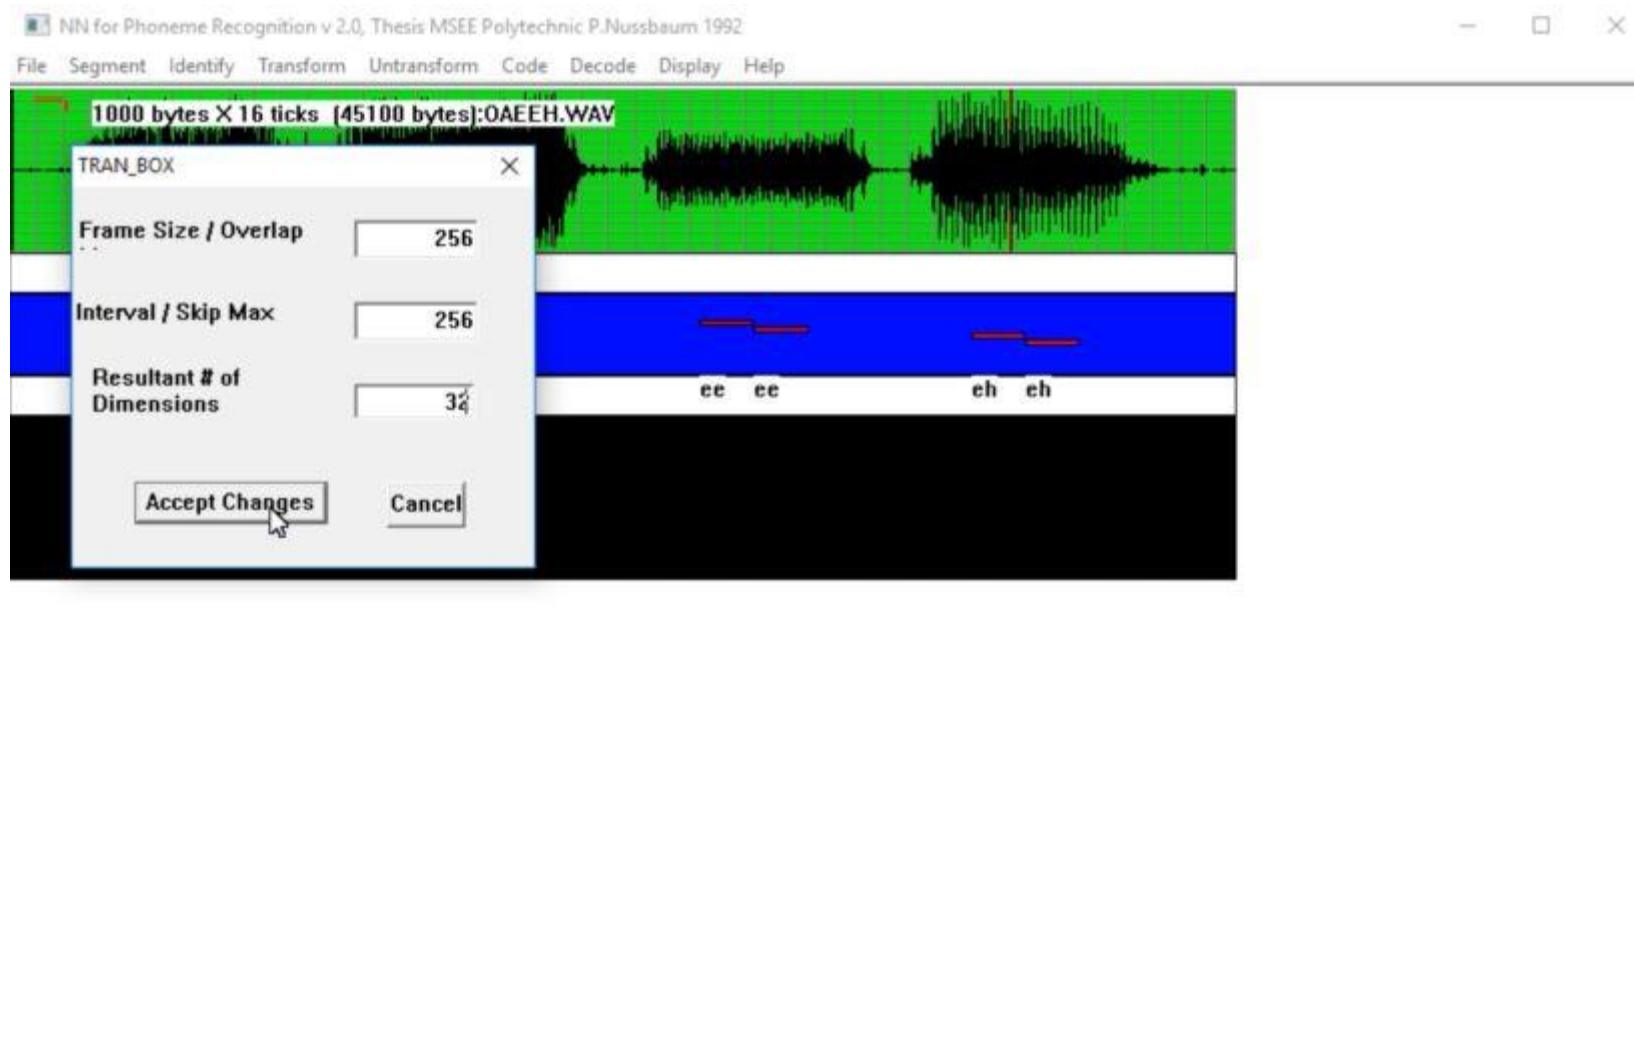 NN for Phoneme Recognition v 2.0, Thesis MSEE Polytechnic P.Nussbaum 1992
File Segment Identify Transform Untransform Code Decode Display Help
1000 bytes X 16 ticks (45100 bytes):OAEEH.WAV
TRAN_BOX
Frame Size / Overlap
256
Interval / Skip Max
256
Resultant # of
Dimensions
32
Accept Changes Cancel
ee ee eh eh